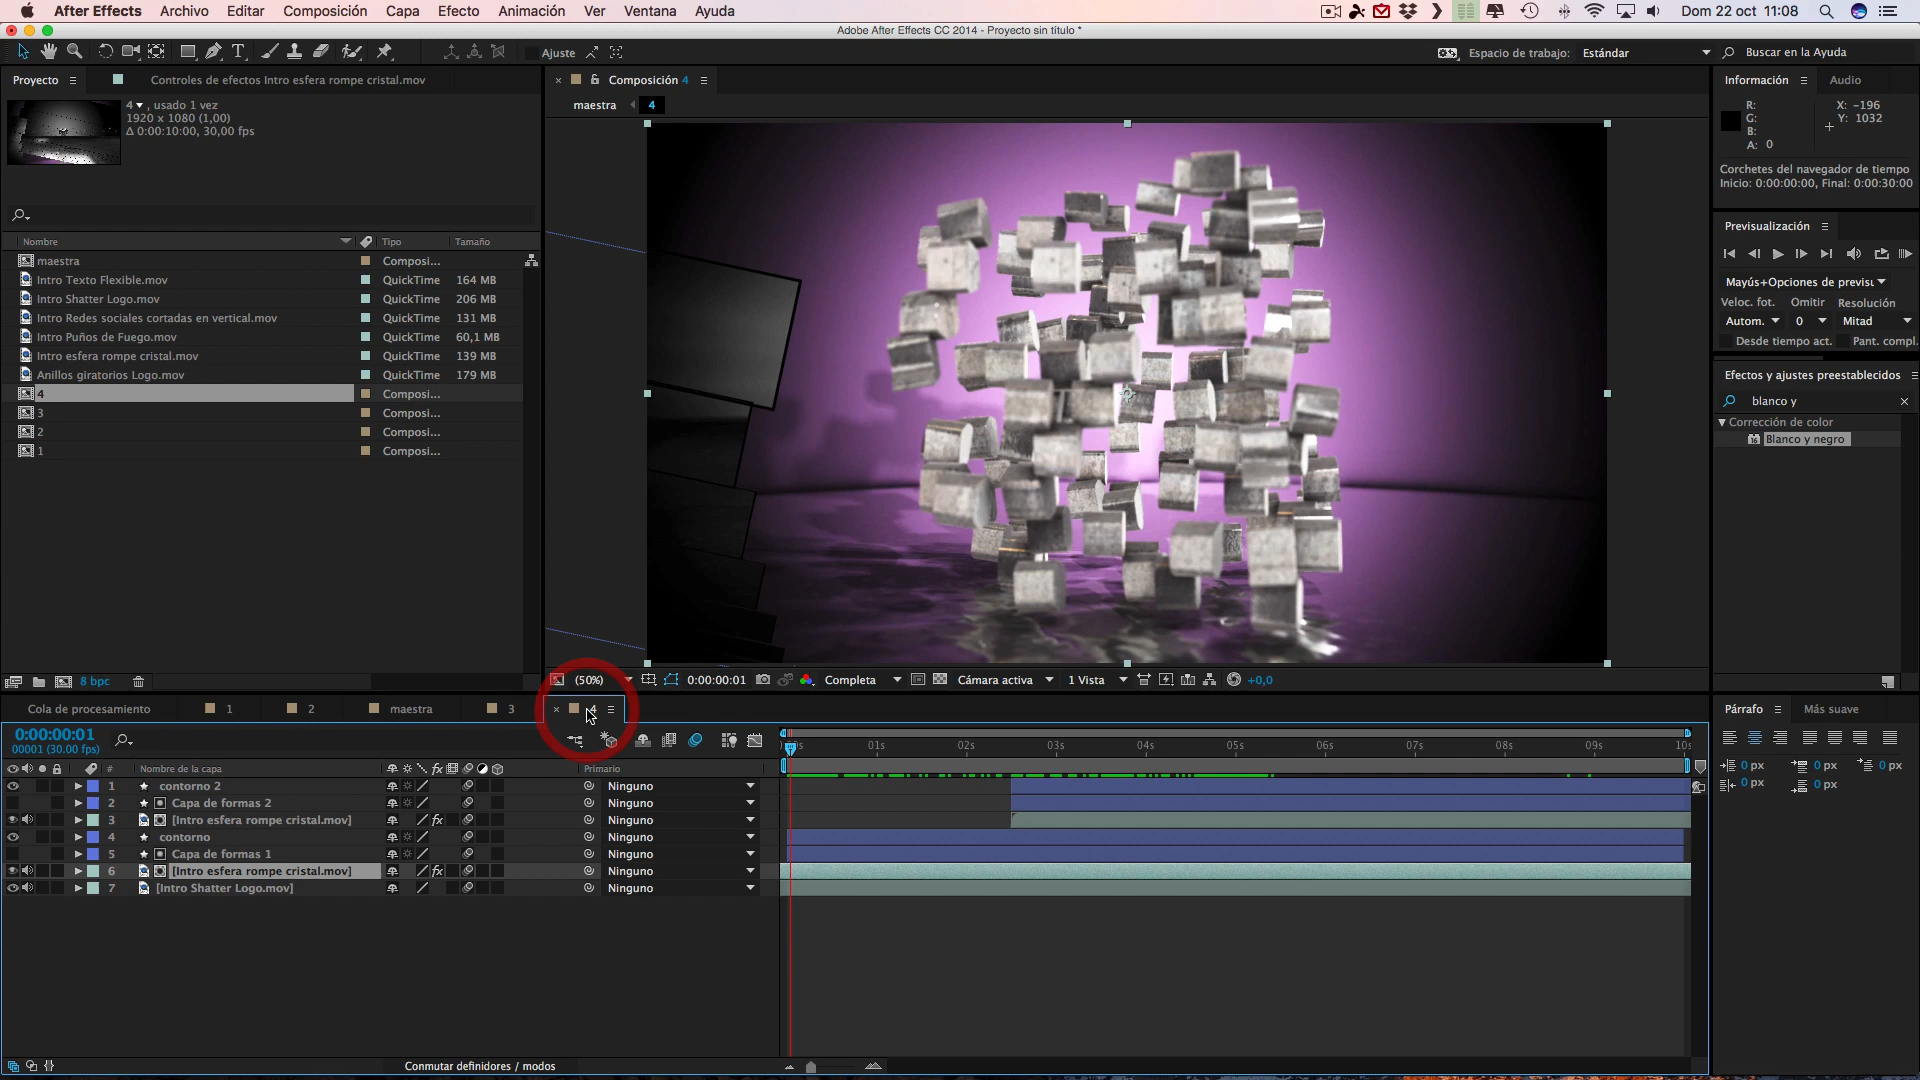 After Effects Archivo Editar Composición Capa Efecto Animación Ver Ventana Ayuda Dom 22 oct 11:08
Adobe After Effects CC 2014 - Proyecto sin título *
Ajuste Espacio de trabajo: Estándar Buscar en la Ayuda
Proyecto Controles de efectos Intro esfera rompe cristal.mov
4 , usado 1 vez
1920 x 1080 (1,00)
Δ 0:00:10:00, 30,00 fps
Composición 4
maestra 4
Información Audio
R: X: -196
G: Y: 1032
B:
A: 0
Corchetes del navegador de tiempo
Inicio: 0:00:00:00, Final: 0:00:30:00
Previsualización
Mayús+Opciones de previsu
Veloc. fot. Omitir Resolución
Autom. 0 Mitad
Desde tiempo act. Pant. compl.
Efectos y ajustes preestablecidos
blanco y
Corrección de color
Blanco y negro
Nombre Tipo Tamaño
maestra Composi...
Intro Texto Flexible.mov QuickTime 164 MB
Intro Shatter Logo.mov QuickTime 206 MB
Intro Redes sociales cortadas en vertical.mov QuickTime 131 MB
Intro Puños de Fuego.mov QuickTime 60,1 MB
Intro esfera rompe cristal.mov QuickTime 139 MB
Anillos giratorios Logo.mov QuickTime 179 MB
4 Composi...
3 Composi...
2 Composi...
1 Composi...
8 bpc
(50%) 0:00:00:01 Completa Cámara activa 1 Vista +0,0
Cola de procesamiento 1 2 maestra 3 4
0:00:00:01
00001 (30.00 fps)
01s 02s 03s 04s 05s 06s 07s 08s 09s 10s
# Nombre de la capa Primario
1 contorno 2 Ninguno
2 Capa de formas 2 Ninguno
3 [Intro esfera rompe cristal.mov] Ninguno
4 contorno Ninguno
5 Capa de formas 1 Ninguno
6 [Intro esfera rompe cristal.mov] Ninguno
7 [Intro Shatter Logo.mov] Ninguno
Conmutar definidores / modos
Párrafo Más suave
0 px 0 px 0 px
0 px 0 px